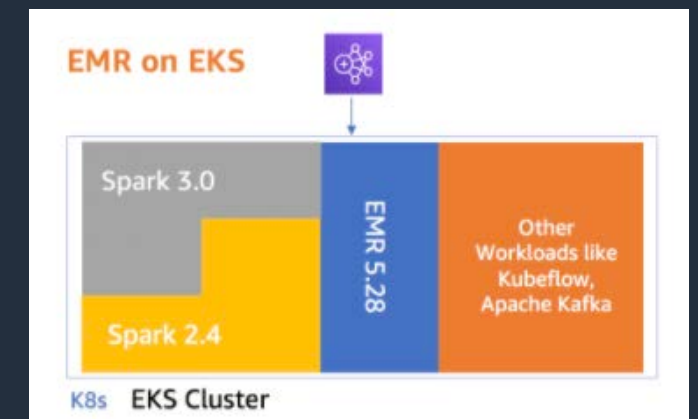 EMR on EKS
Spark 3.0
Spark 2.4
EMR 5.28
Other
Workloads like
Kubeflow,
Apache Kafka
K8s EKS Cluster